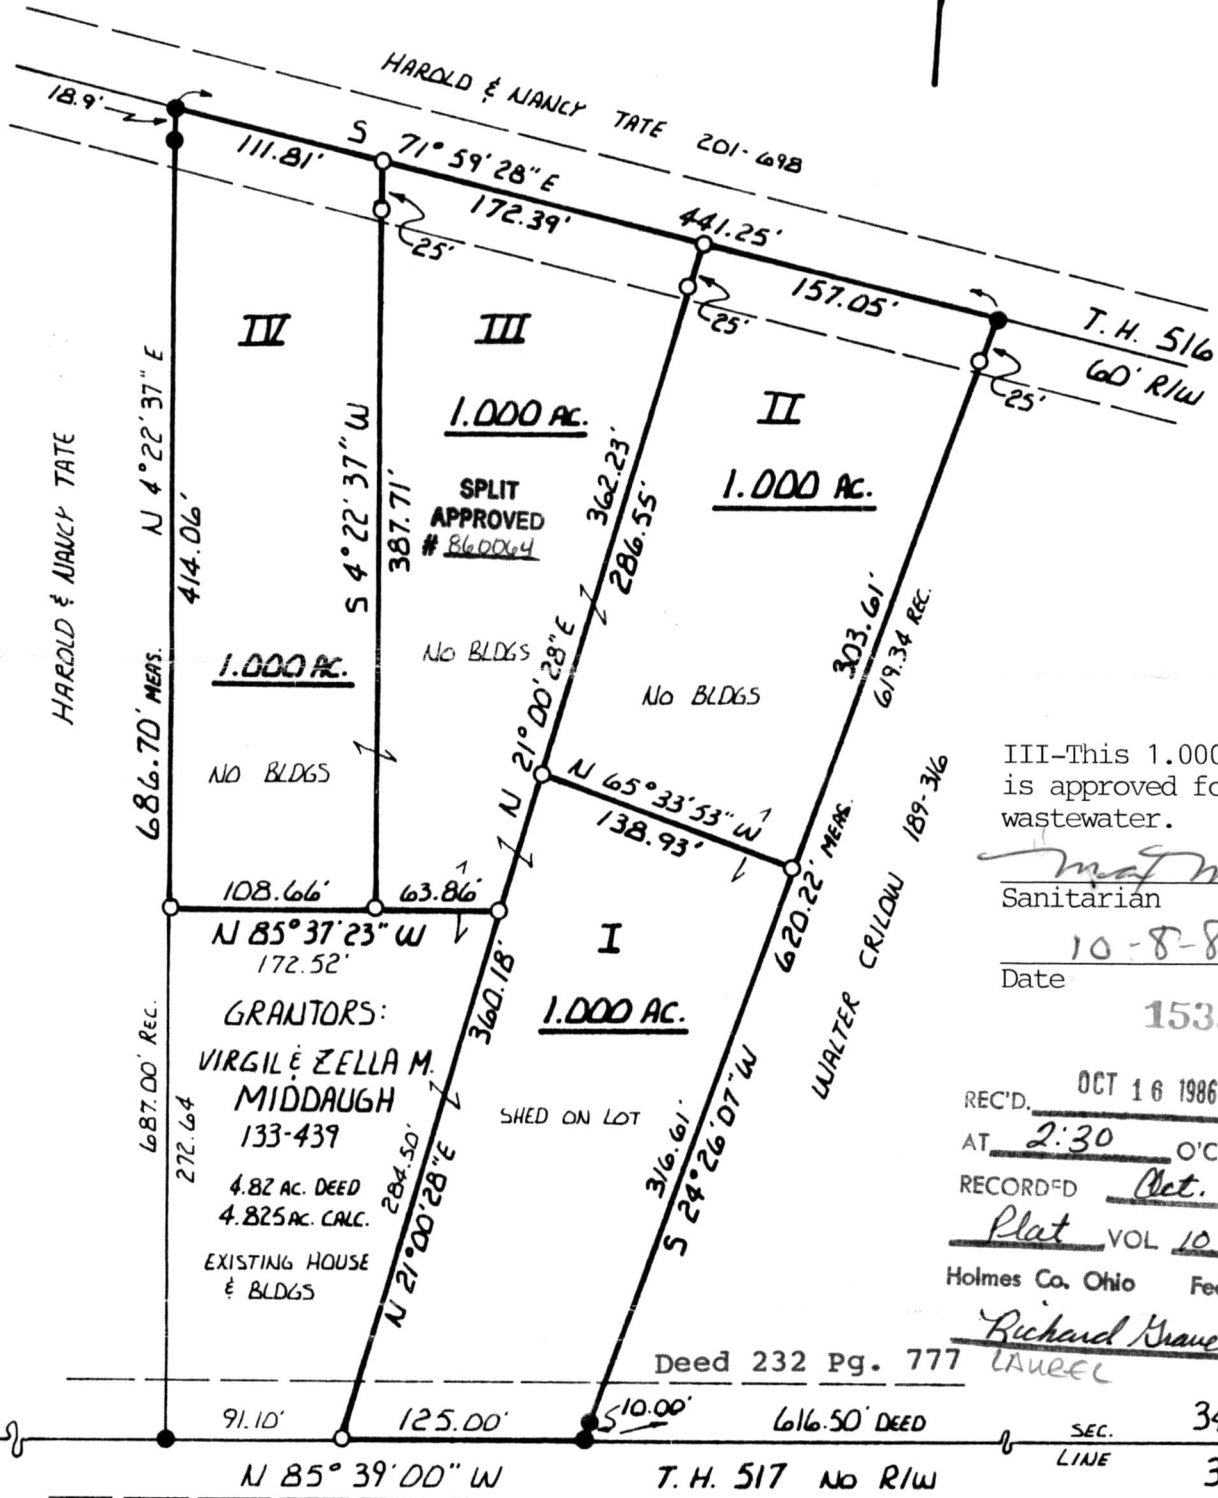 HAROLD & NANCY TATE 201-698
18.9'
111.81'
S 71° 59' 28" E
172.39'
441.25'
157.05'
25'
25'
25'
T.H. 516
60' R/W
IV
III
1.000 AC.
II
1.000 AC.
SPLIT
APPROVED
# 860064
HAROLD & NANCY TATE
N 4° 22' 37" E
414.06'
686.70' MEAS.
S 4° 22' 37" W
387.71'
362.23'
286.55'
N 21° 00' 28" E
303.61'
619.34 REC.
1.000 AC.
NO BLDGS
NO BLDGS
NO BLDGS
N 65° 33' 53" W
138.93'
620.22' MEAS.
WALTER CRILOW 189-316
108.66'
63.86'
N 85° 37' 23" W
172.52'
GRANTORS:
VIRGIL & ZELLA M.
MIDDAUGH
133-439
4.82 AC. DEED
4.825 AC. CALC.
EXISTING HOUSE
& BLDGS
687.00' REC.
272.64
360.18'
284.50'
N 21° 00' 28" E
I
1.000 AC.
SHED ON LOT
316.61'
S 24° 26' 07" W
III-This 1.000
is approved fo
wastewater.
Sanitarian
10-8-8
Date
153.
REC'D. OCT 16 1986
AT 2:30 O'C
RECORDED Oct.
Plat VOL 10
Holmes Co. Ohio Fee
Richard Grave
LAUREL
Deed 232 Pg. 777
91.10'
125.00'
S 10.00'
616.50' DEED
SEC.
LINE
34
3
N 85° 39' 00" W
T.H. 517 NO R/W